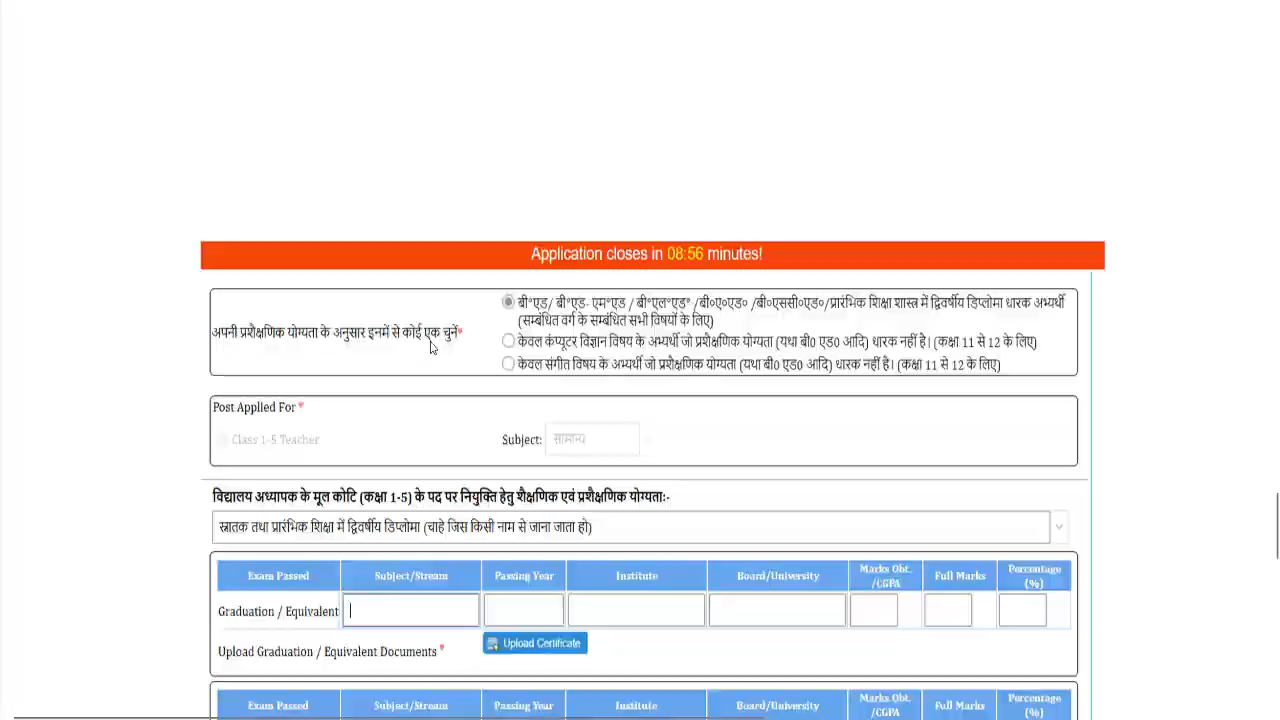 Application closes in 08:56 minutes!
बी°एड/ बी°एड- एम°एड / बी°एल°एड° /बी०ए०एड० /बी०एससी०एड०/प्रारंभिक शिक्षा शास्त्र में द्विवर्षीय डिप्लोमा धारक अभ्यर्थी
(सम्बंधित वर्ग के सम्बंधित सभी विषयों के लिए)
अपनी प्रशैक्षणिक योग्यता के अनुसार इनमें से कोई एक चुनें*
केवल कंप्यूटर विज्ञान विषय के अभ्यर्थी जो प्रशैक्षणिक योग्यता (यथा बी0 एड0 आदि) धारक नहीं है। (कक्षा 11 से 12 के लिए)
केवल संगीत विषय के अभ्यर्थी जो प्रशैक्षणिक योग्यता (यथा बी0 एड0 आदि) धारक नहीं है। (कक्षा 11 से 12 के लिए)
Post Applied For *
Class 1-5 Teacher Subject: सामान्य
विद्यालय अध्यापक के मूल कोटि (कक्षा 1-5) के पद पर नियुक्ति हेतु शैक्षणिक एवं प्रशैक्षणिक योग्यताः-
स्नातक तथा प्रारंभिक शिक्षा में द्विवर्षीय डिप्लोमा (चाहे जिस किसी नाम से जाना जाता हो)
Exam Passed Subject/Stream Passing Year Institute Board/University Marks Obt. /CGPA Full Marks Percentage (%)
Graduation / Equivalent
Upload Graduation / Equivalent Documents * Upload Certificate
Exam Passed Subject/Stream Passing Year Institute Board/University Marks Obt. /CGPA Full Marks Percentage (%)